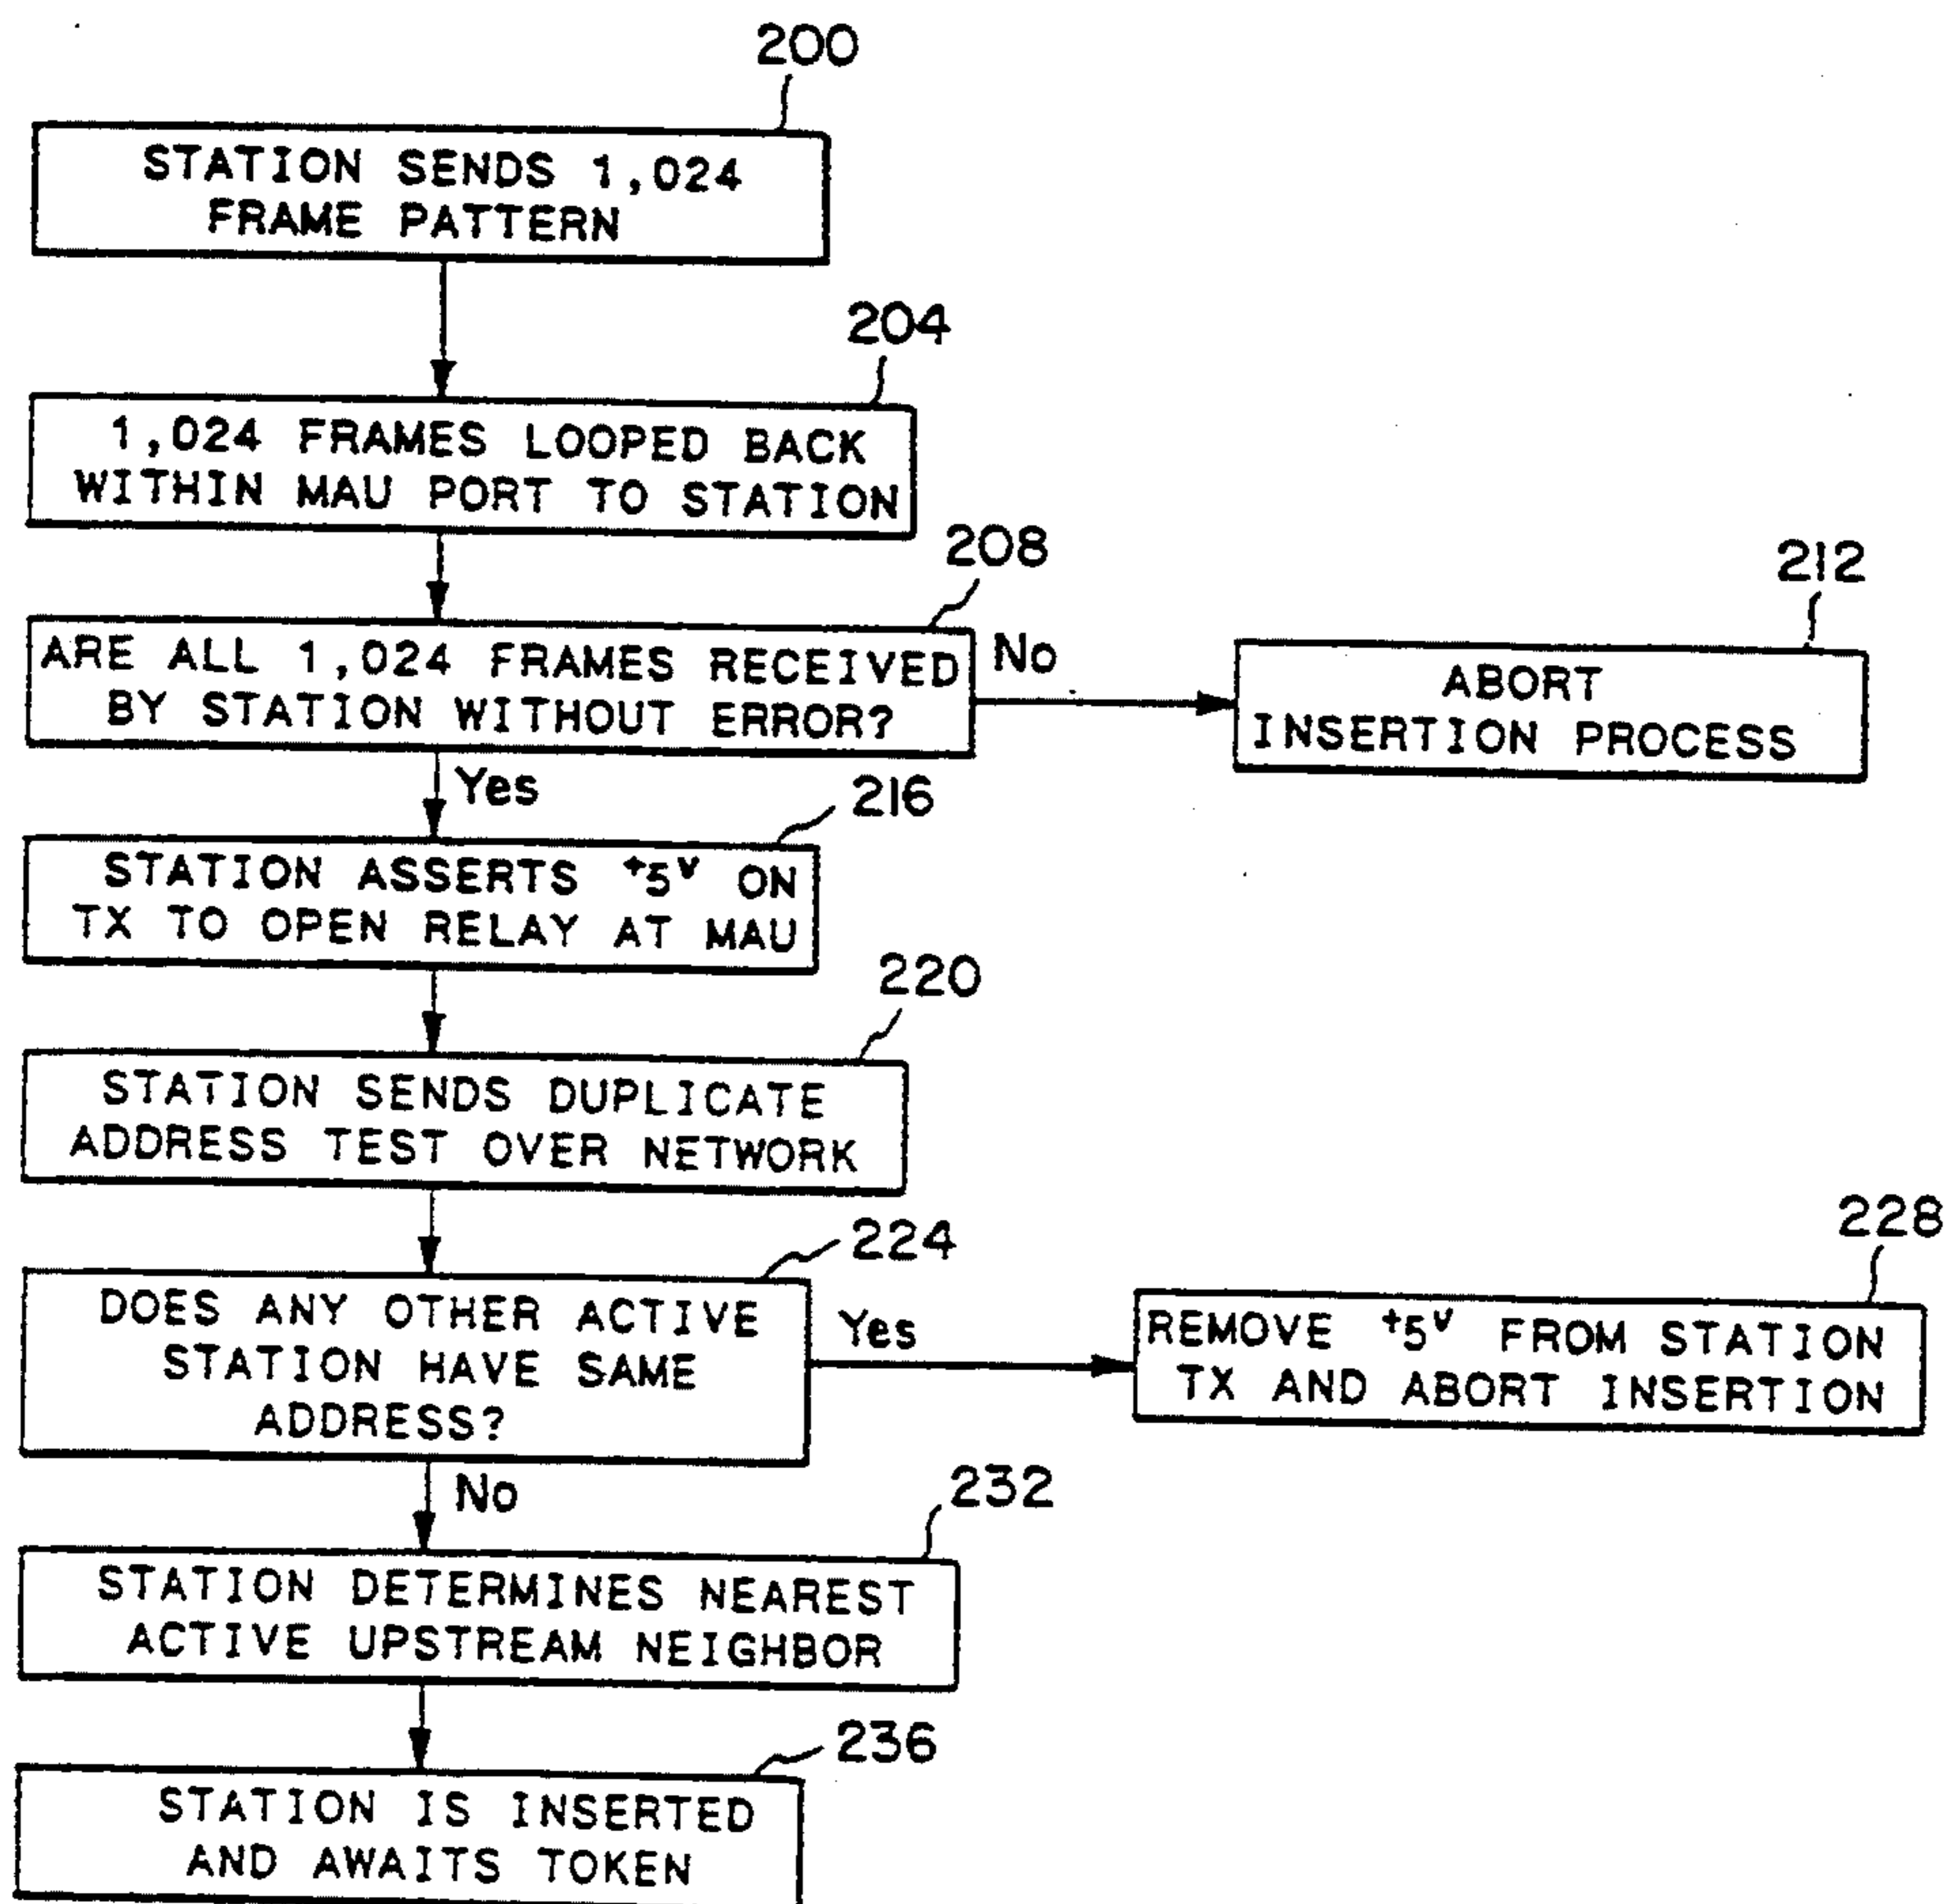 200
STATION SENDS 1,024
FRAME PATTERN
204
1,024 FRAMES LOOPED BACK
WITHIN MAU PORT TO STATION
208
ARE ALL 1,024 FRAMES RECEIVED
BY STATION WITHOUT ERROR?
No
212
ABORT
INSERTION PROCESS
Yes
216
STATION ASSERTS +5V ON
TX TO OPEN RELAY AT MAU
220
STATION SENDS DUPLICATE
ADDRESS TEST OVER NETWORK
224
DOES ANY OTHER ACTIVE
STATION HAVE SAME
ADDRESS?
Yes
228
REMOVE +5V FROM STATION
TX AND ABORT INSERTION
No
232
STATION DETERMINES NEAREST
ACTIVE UPSTREAM NEIGHBOR
236
STATION IS INSERTED
AND AWAITS TOKEN